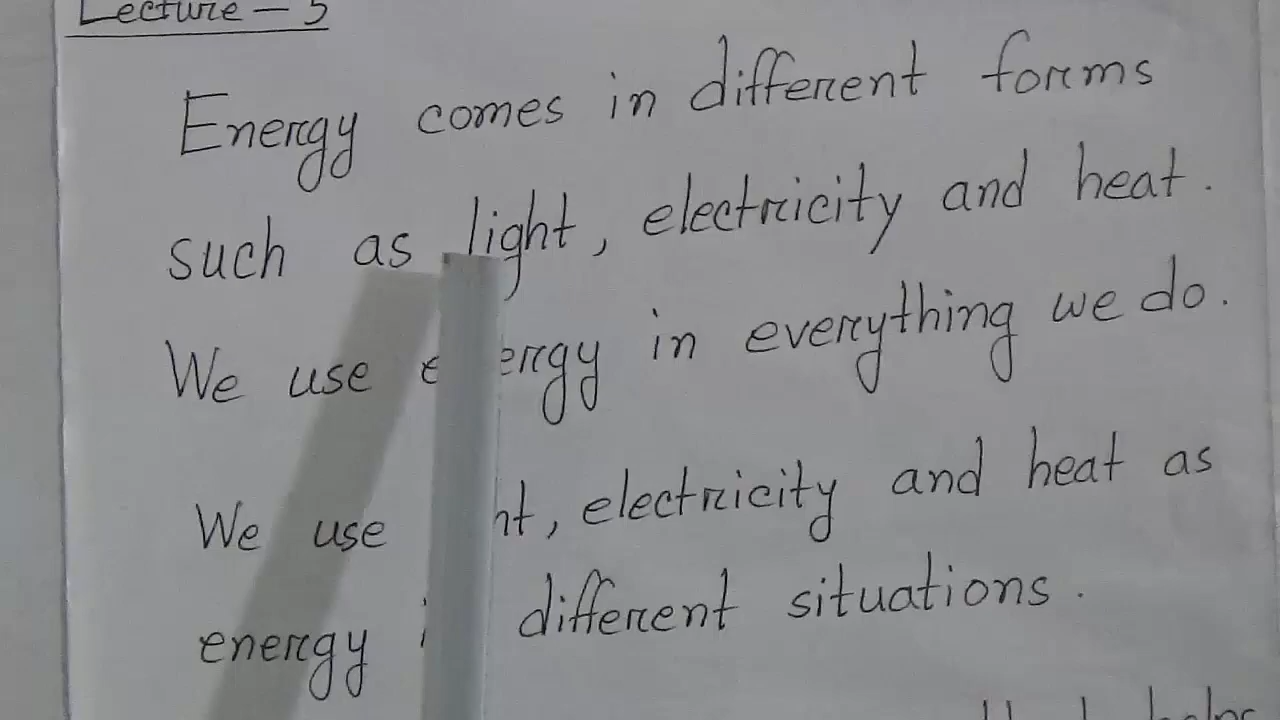 Lecture - 5
Energy comes in different forms
such as light, electricity and heat.
We use energy in everything we do.
We use , electricity and heat as
energy different situations.